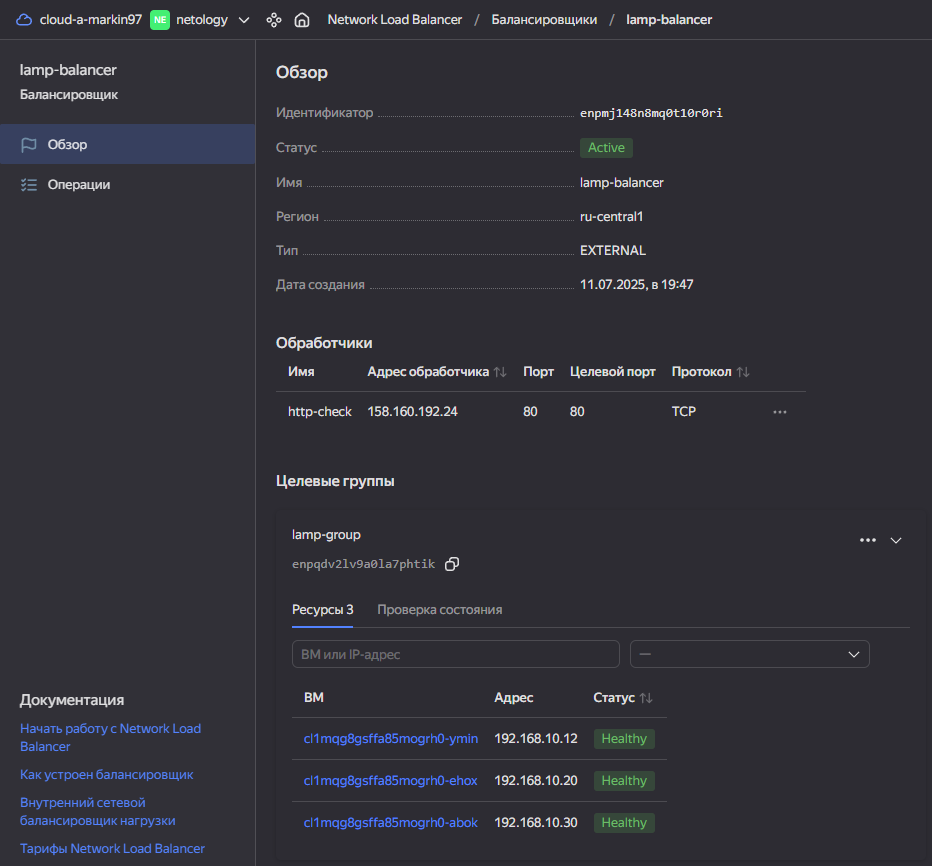 cloud-a-markin97 NE netology Network Load Balancer / Балансировщики / lamp-balancer
lamp-balancer
Балансировщик
Обзор
Операции
Документация
Начать работу с Network Load
Balancer
Как устроен балансировщик
Внутренний сетевой
балансировщик нагрузки
Тарифы Network Load Balancer
Обзор
Идентификатор enpmj148n8mq0t10r0ri
Статус Active
Имя lamp-balancer
Регион ru-central1
Тип EXTERNAL
Дата создания 11.07.2025, в 19:47
Обработчики
Имя Адрес обработчика Порт Целевой порт Протокол
http-check 158.160.192.24 80 80 TCP
Целевые группы
lamp-group
enpqdv2lv9a0la7phtik
Ресурсы 3 Проверка состояния
ВМ или IP-адрес —
ВМ Адрес Статус
cl1mqg8gsffa85mogrh0-ymin 192.168.10.12 Healthy
cl1mqg8gsffa85mogrh0-ehox 192.168.10.20 Healthy
cl1mqg8gsffa85mogrh0-abok 192.168.10.30 Healthy